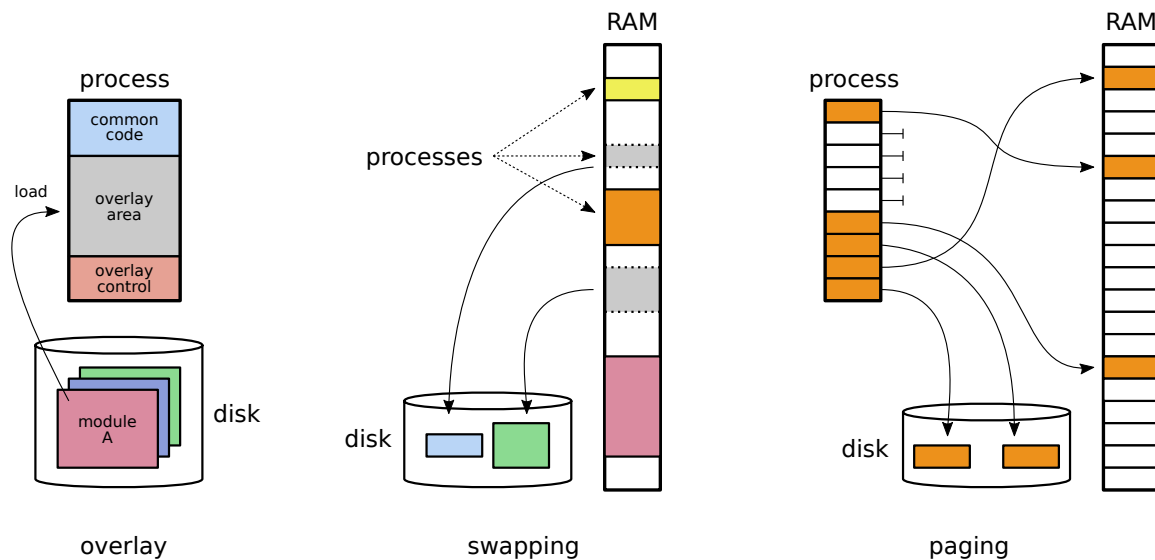 process
common
code
load
overlay
area
overlay
control
module
A
disk
overlay
RAM
processes
disk
swapping
RAM
process
disk
paging